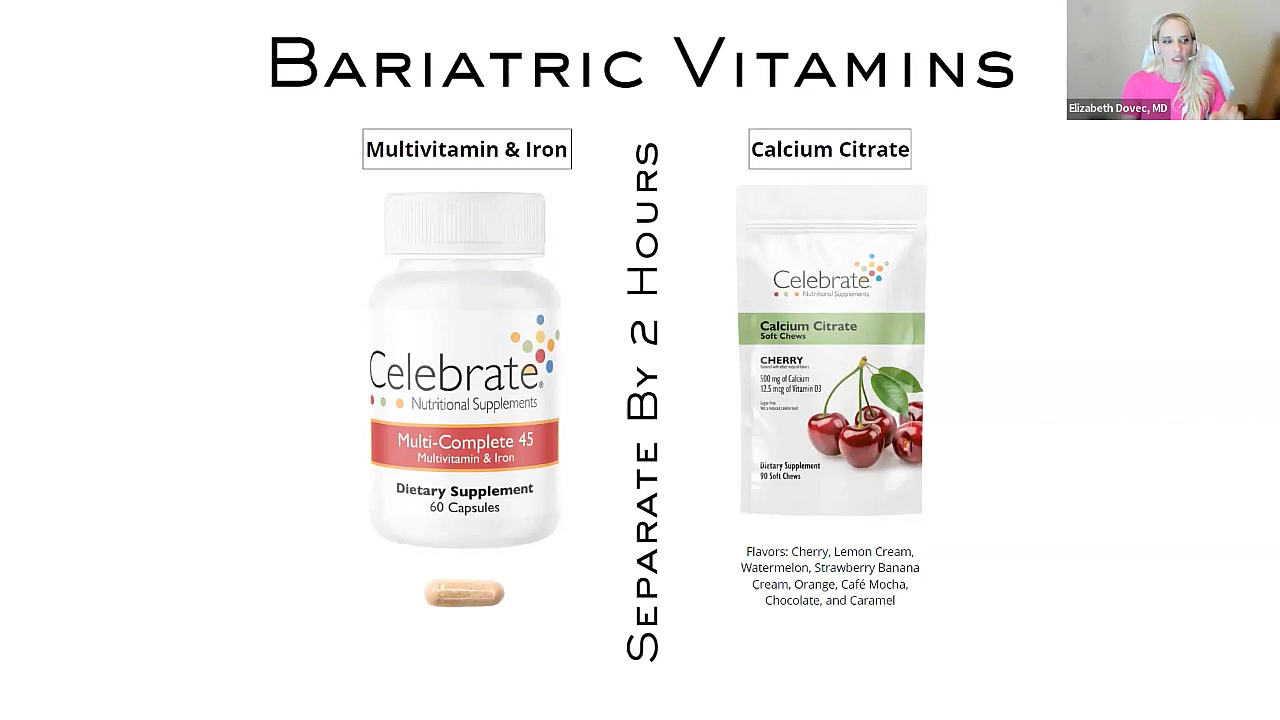 BARIATRIC VITAMINS
Elizabeth Dovec, MD
Multivitamin & Iron
Celebrate®
Nutritional Supplements
Multi-Complete 45
Multivitamin & Iron
Dietary Supplement
60 Capsules
SEPARATE BY 2 HOURS
Calcium Citrate
Celebrate
Nutritional Supplements
Calcium Citrate
Soft Chews
CHERRY
500 mg of Calcium
12.5 mcg of Vitamin D3
Sugar Free
Dietary Supplement
90 Soft Chews
Flavors: Cherry, Lemon Cream,
Watermelon, Strawberry Banana
Cream, Orange, Café Mocha,
Chocolate, and Caramel